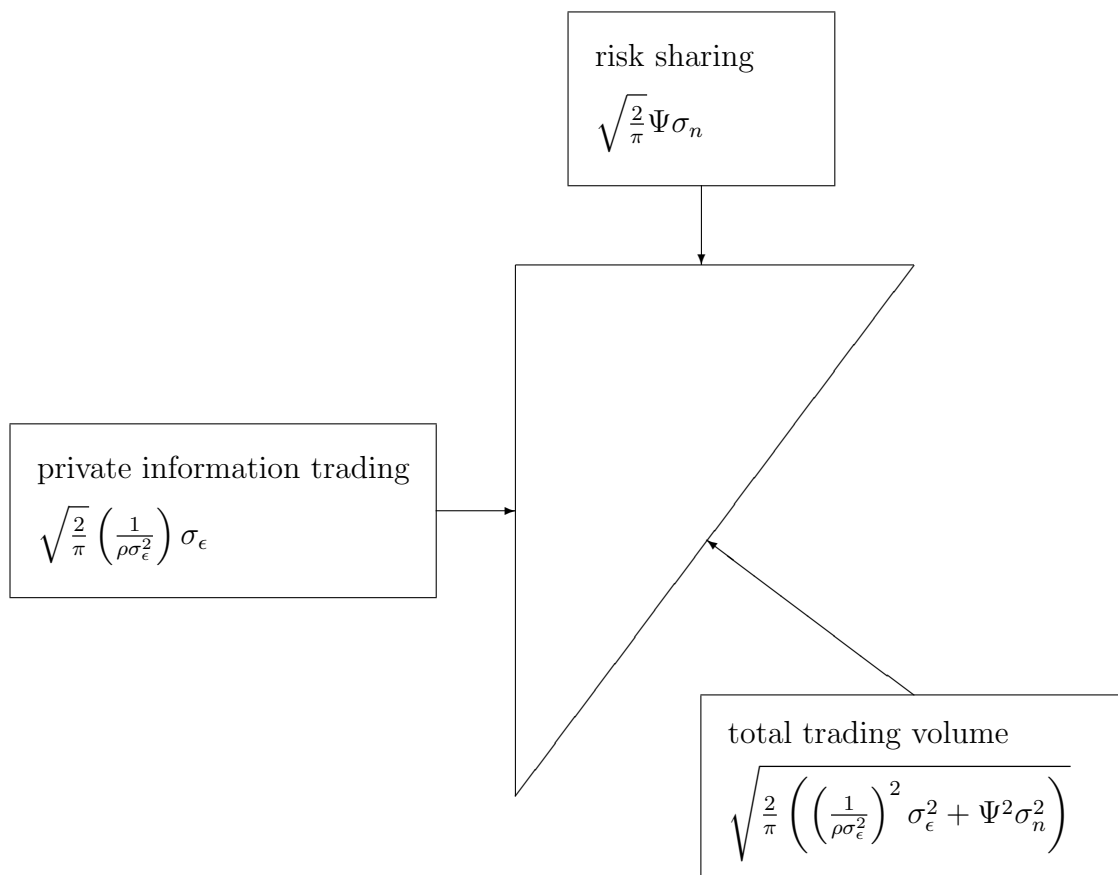 risk sharing
$\sqrt{\frac{2}{\pi}}\Psi\sigma_n$
private information trading
$\sqrt{\frac{2}{\pi}}\left(\frac{1}{\rho\sigma_\epsilon^2}\right)\sigma_\epsilon$
total trading volume
$\sqrt{\frac{2}{\pi}\left(\left(\frac{1}{\rho\sigma_\epsilon^2}\right)^2\sigma_\epsilon^2+\Psi^2\sigma_n^2\right)}$